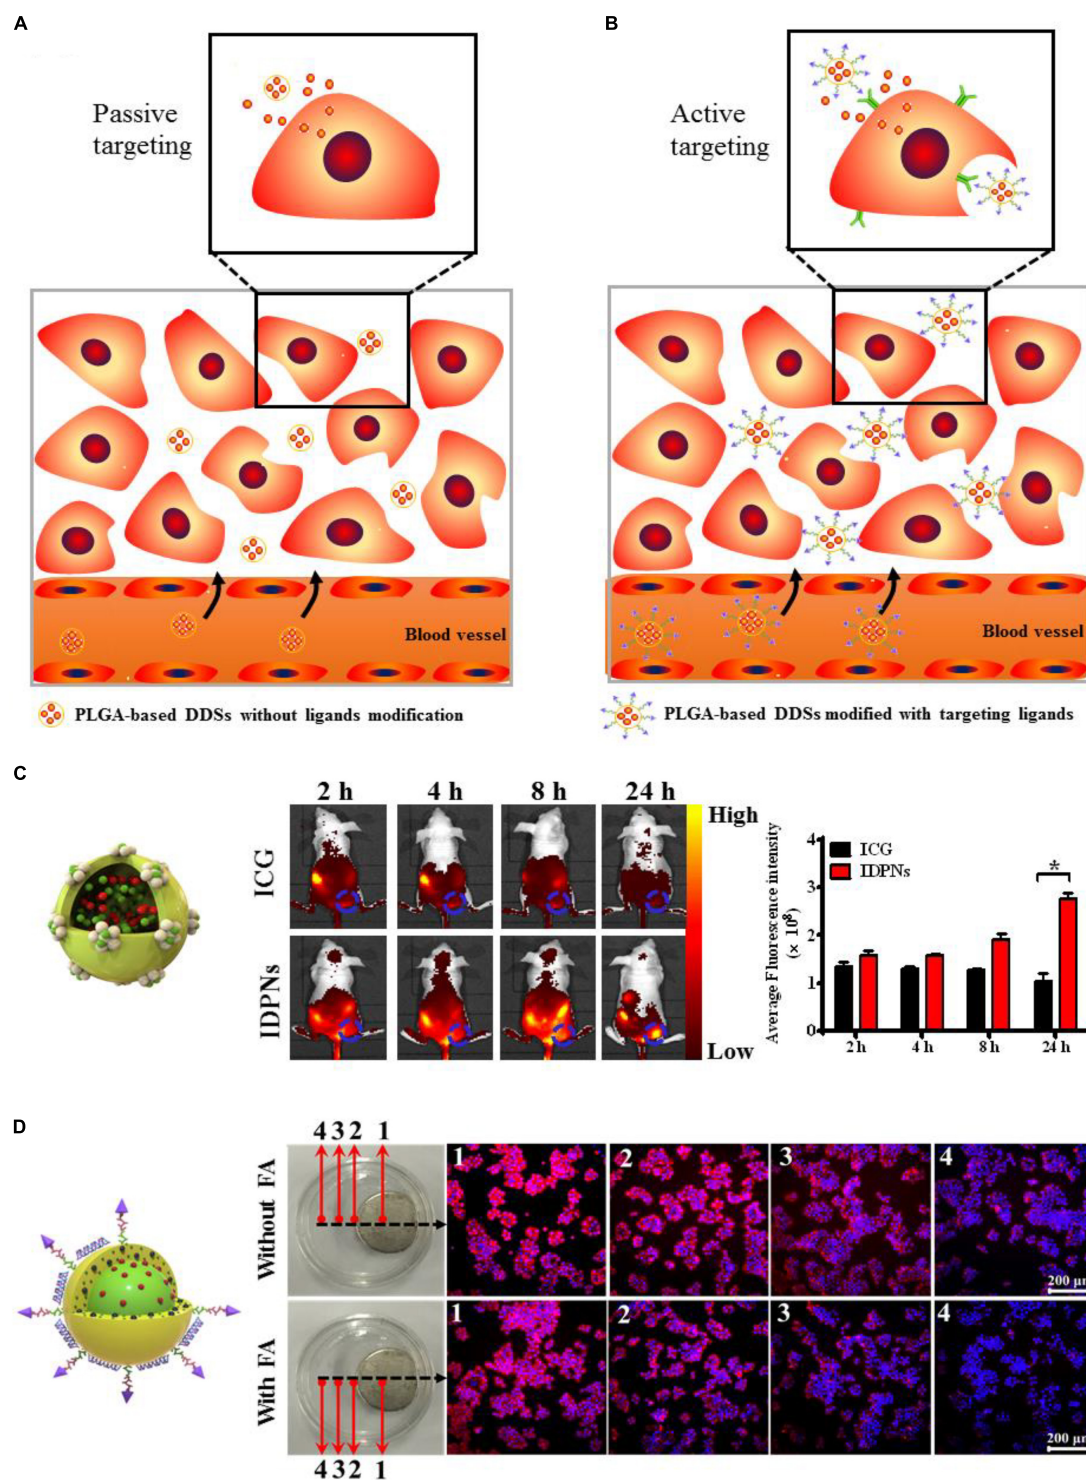 A
B
Passive
targeting
Active
targeting
Blood vessel
Blood vessel
PLGA-based DDSs without ligands modification
PLGA-based DDSs modified with targeting ligands
C
2 h
4 h
8 h
24 h
ICG
IDPNs
High
Low
Average Fluorescence intensity
(× 10⁸)
4
3
2
1
0
ICG
IDPNs
*
2 h
4 h
8 h
24 h
D
Without FA
4 3 2 1
1
2
3
4
200 μm
With FA
1
2
3
4
200 μm
4 3 2 1